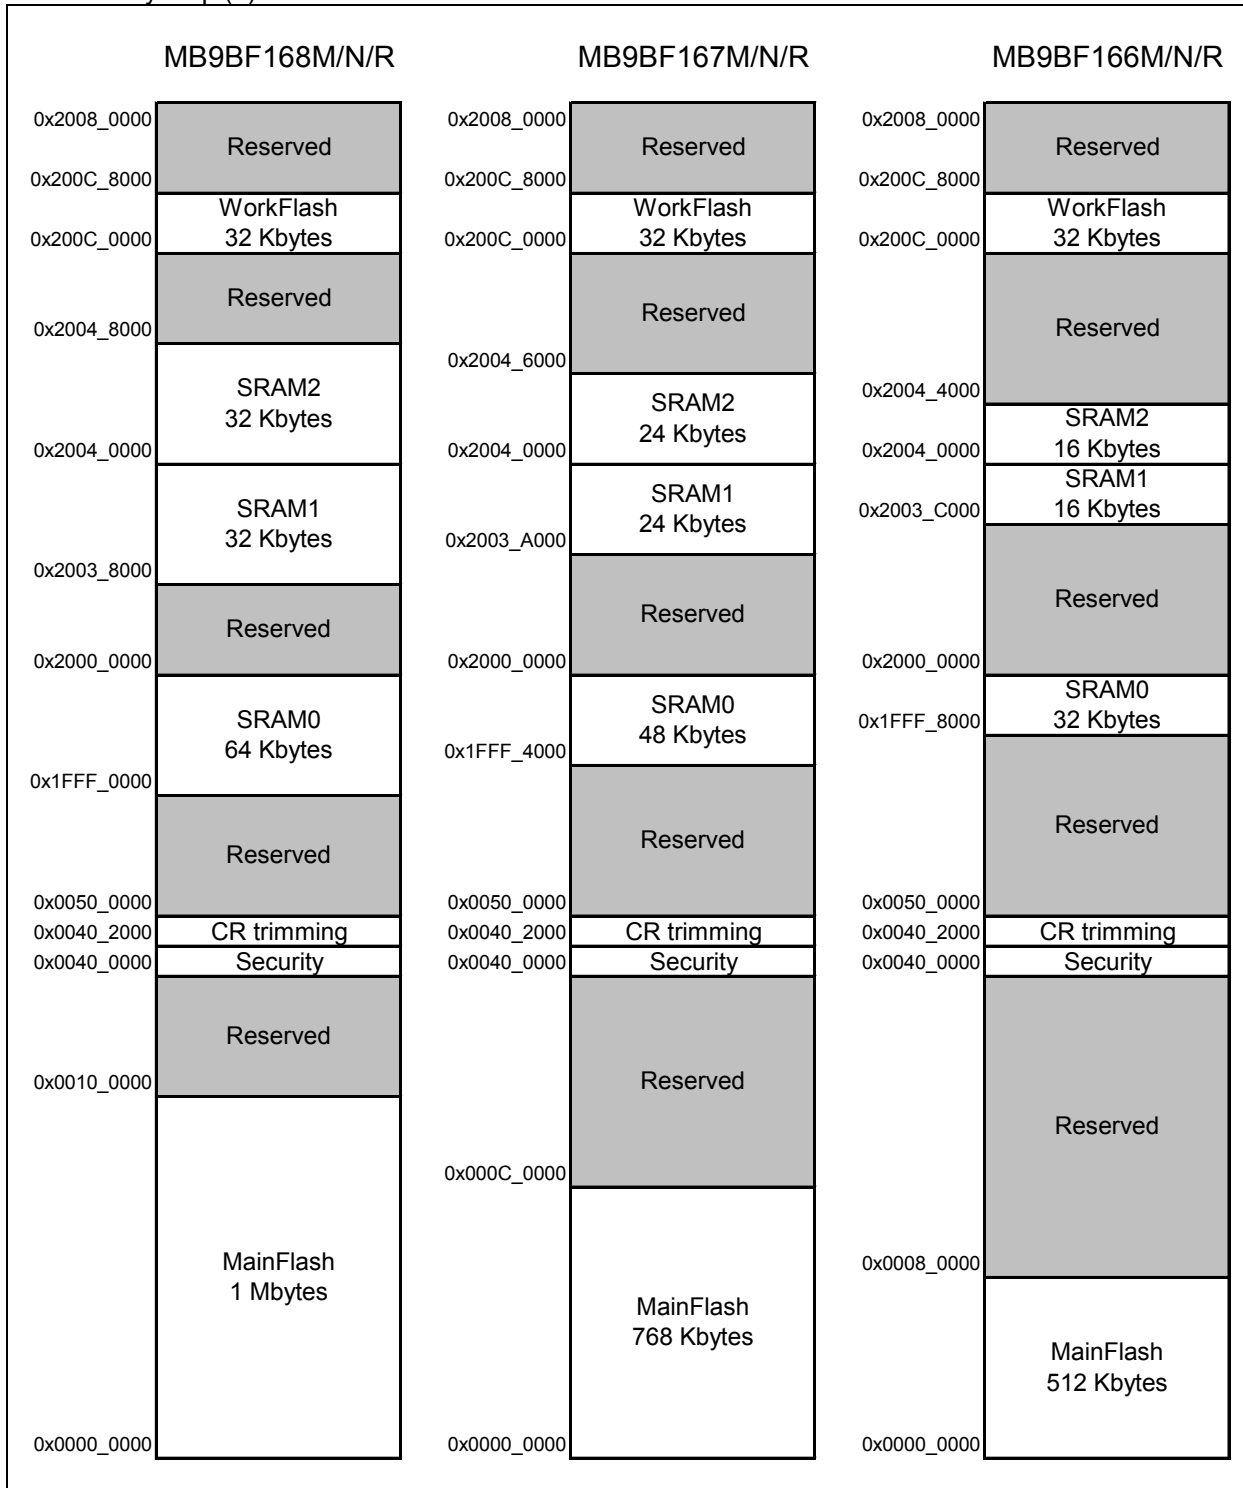 MB9BF168M/N/R
0x2008_0000
Reserved
0x200C_8000
WorkFlash
32 Kbytes
0x200C_0000
Reserved
0x2004_8000
SRAM2
32 Kbytes
0x2004_0000
SRAM1
32 Kbytes
0x2003_8000
Reserved
0x2000_0000
SRAM0
64 Kbytes
0x1FFF_0000
Reserved
0x0050_0000
CR trimming
0x0040_2000
Security
0x0040_0000
Reserved
0x0010_0000
MainFlash
1 Mbytes
0x0000_0000
MB9BF167M/N/R
0x2008_0000
Reserved
0x200C_8000
WorkFlash
32 Kbytes
0x200C_0000
Reserved
0x2004_6000
SRAM2
24 Kbytes
0x2004_0000
SRAM1
24 Kbytes
0x2003_A000
Reserved
0x2000_0000
SRAM0
48 Kbytes
0x1FFF_4000
Reserved
0x0050_0000
CR trimming
0x0040_2000
Security
0x0040_0000
Reserved
0x000C_0000
MainFlash
768 Kbytes
0x0000_0000
MB9BF166M/N/R
0x2008_0000
Reserved
0x200C_8000
WorkFlash
32 Kbytes
0x200C_0000
Reserved
0x2004_4000
SRAM2
16 Kbytes
0x2004_0000
SRAM1
16 Kbytes
0x2003_C000
Reserved
0x2000_0000
SRAM0
32 Kbytes
0x1FFF_8000
Reserved
0x0050_0000
CR trimming
0x0040_2000
Security
0x0040_0000
Reserved
0x0008_0000
MainFlash
512 Kbytes
0x0000_0000